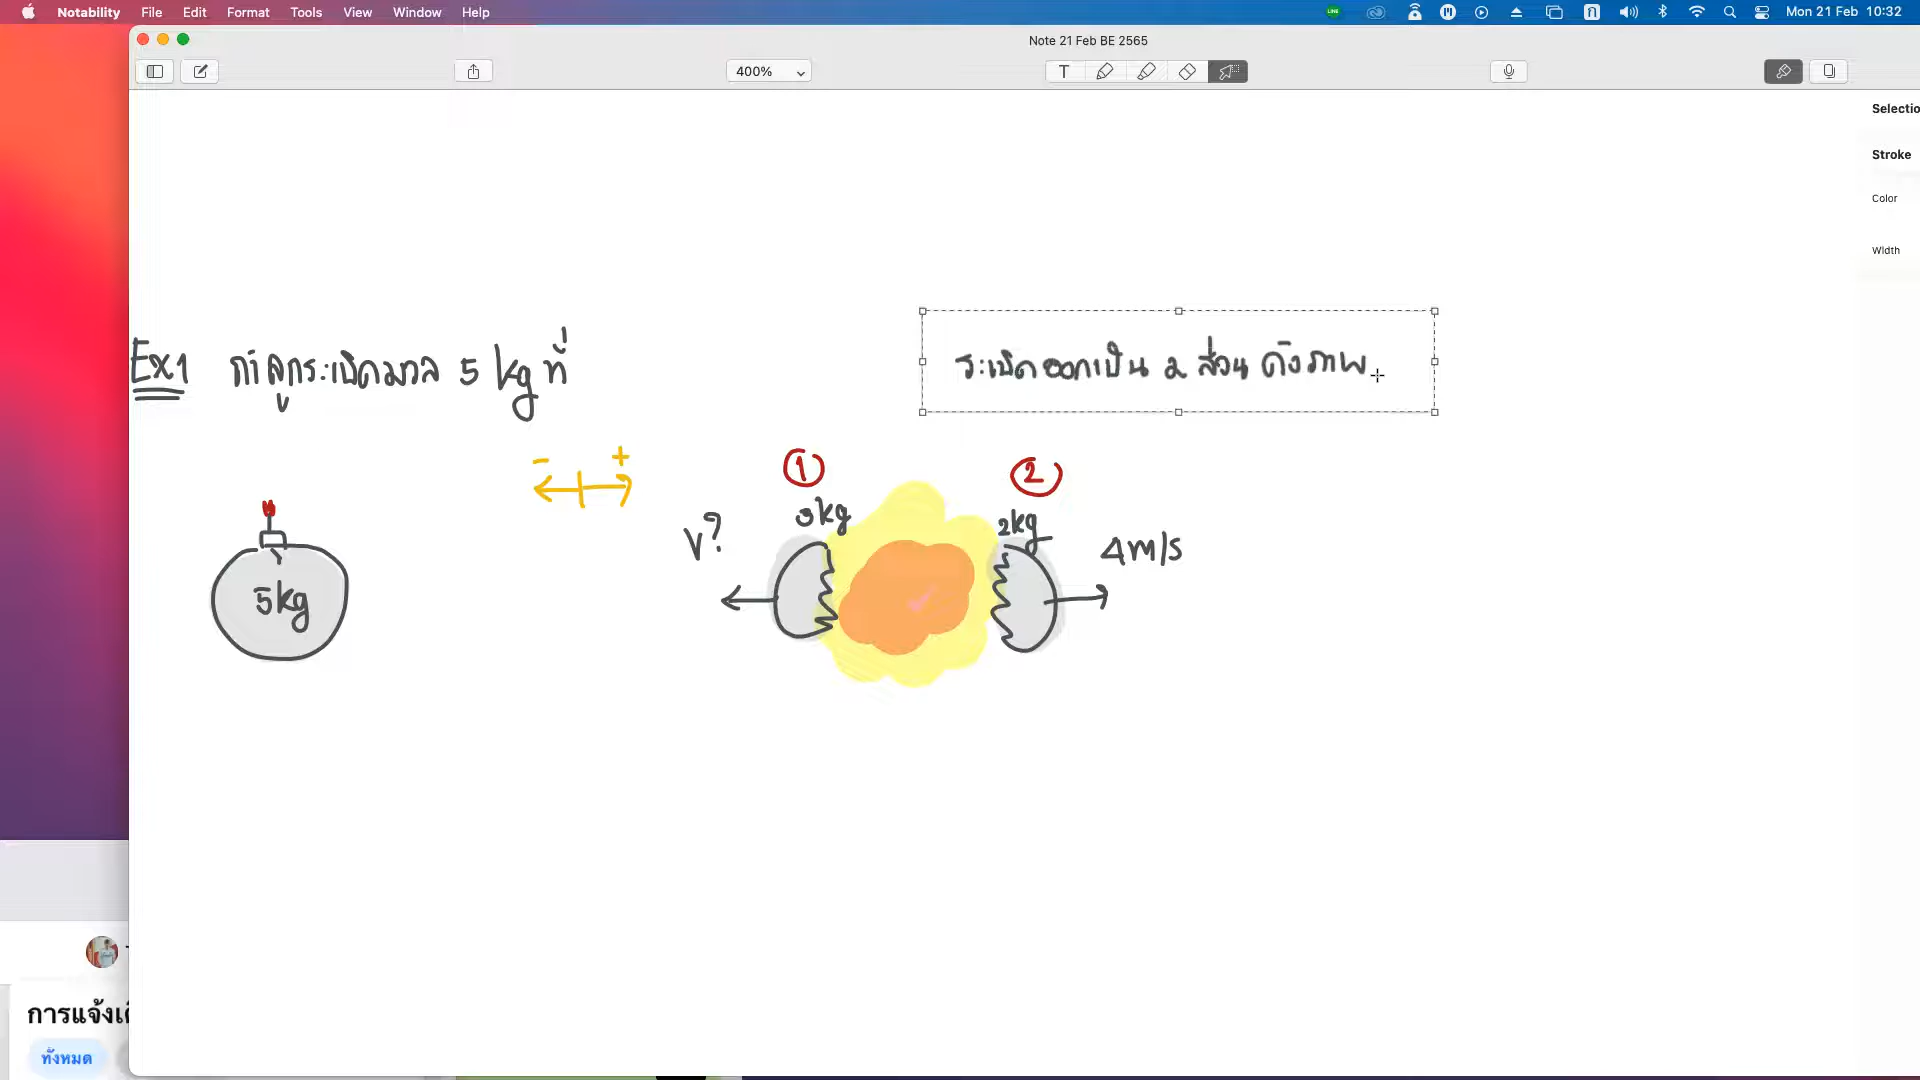 Notability File Edit Format Tools View Window Help
Mon 21 Feb 10:32
Note 21 Feb BE 2565
400%
T
Selectio
Stroke
Color
Width
Ex1 ถ้าลูกระเบิดมวล 5 kg ที่
ระเบิดออกเป็น 2 ส่วน ดังภาพ
- +
1
2
3kg
2kg
v?
4m/s
5kg
การแจ้งเตื
ทั้งหมด